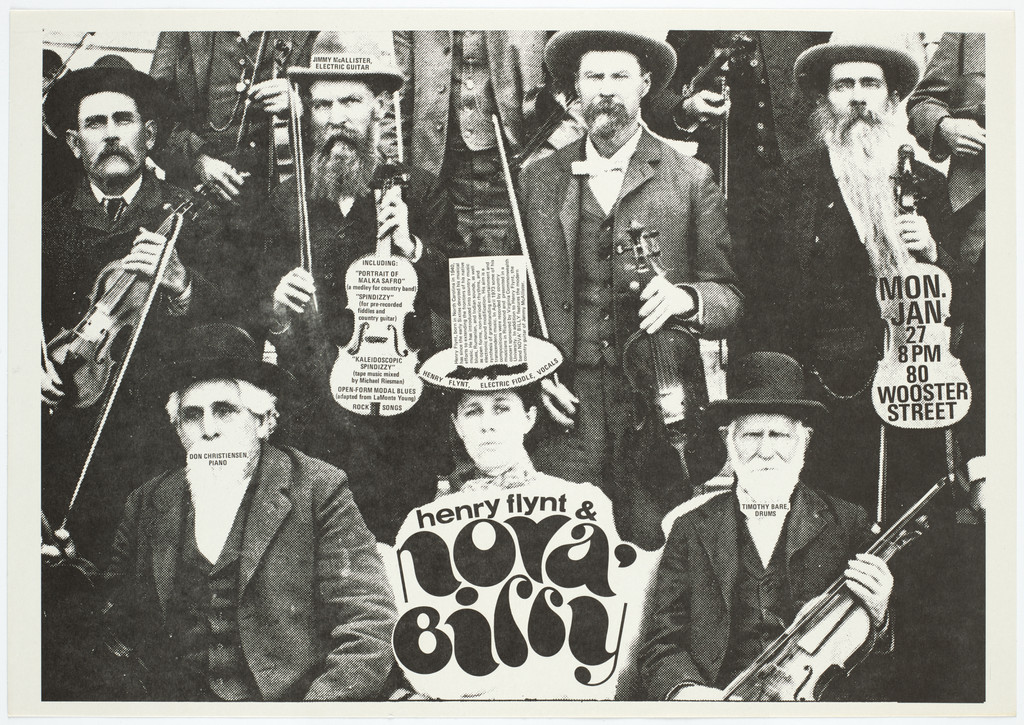 JIMMY McALLISTER,
ELECTRIC GUITAR
INCLUDING:
"PORTRAIT OF
MALKA SAFRO"
(a medley for country band)
"SPINDIZZY"
(for pre-recorded
fiddles and
country guitar)
"KALEIDOSCOPIC
SPINDIZZY"
(tape music mixed
by Michael Riesman)
OPEN-FORM MODAL BLUES
(adapted from LaMonte Young)
ROCK SONGS
HENRY FLYNT, ELECTRIC FIDDLE, VOCALS
MON.
JAN
27
8 PM
80
WOOSTER
STREET
DON CHRISTIENSEN,
PIANO
TIMOTHY BARE,
DRUMS
henry flynt &
nova'
Billy